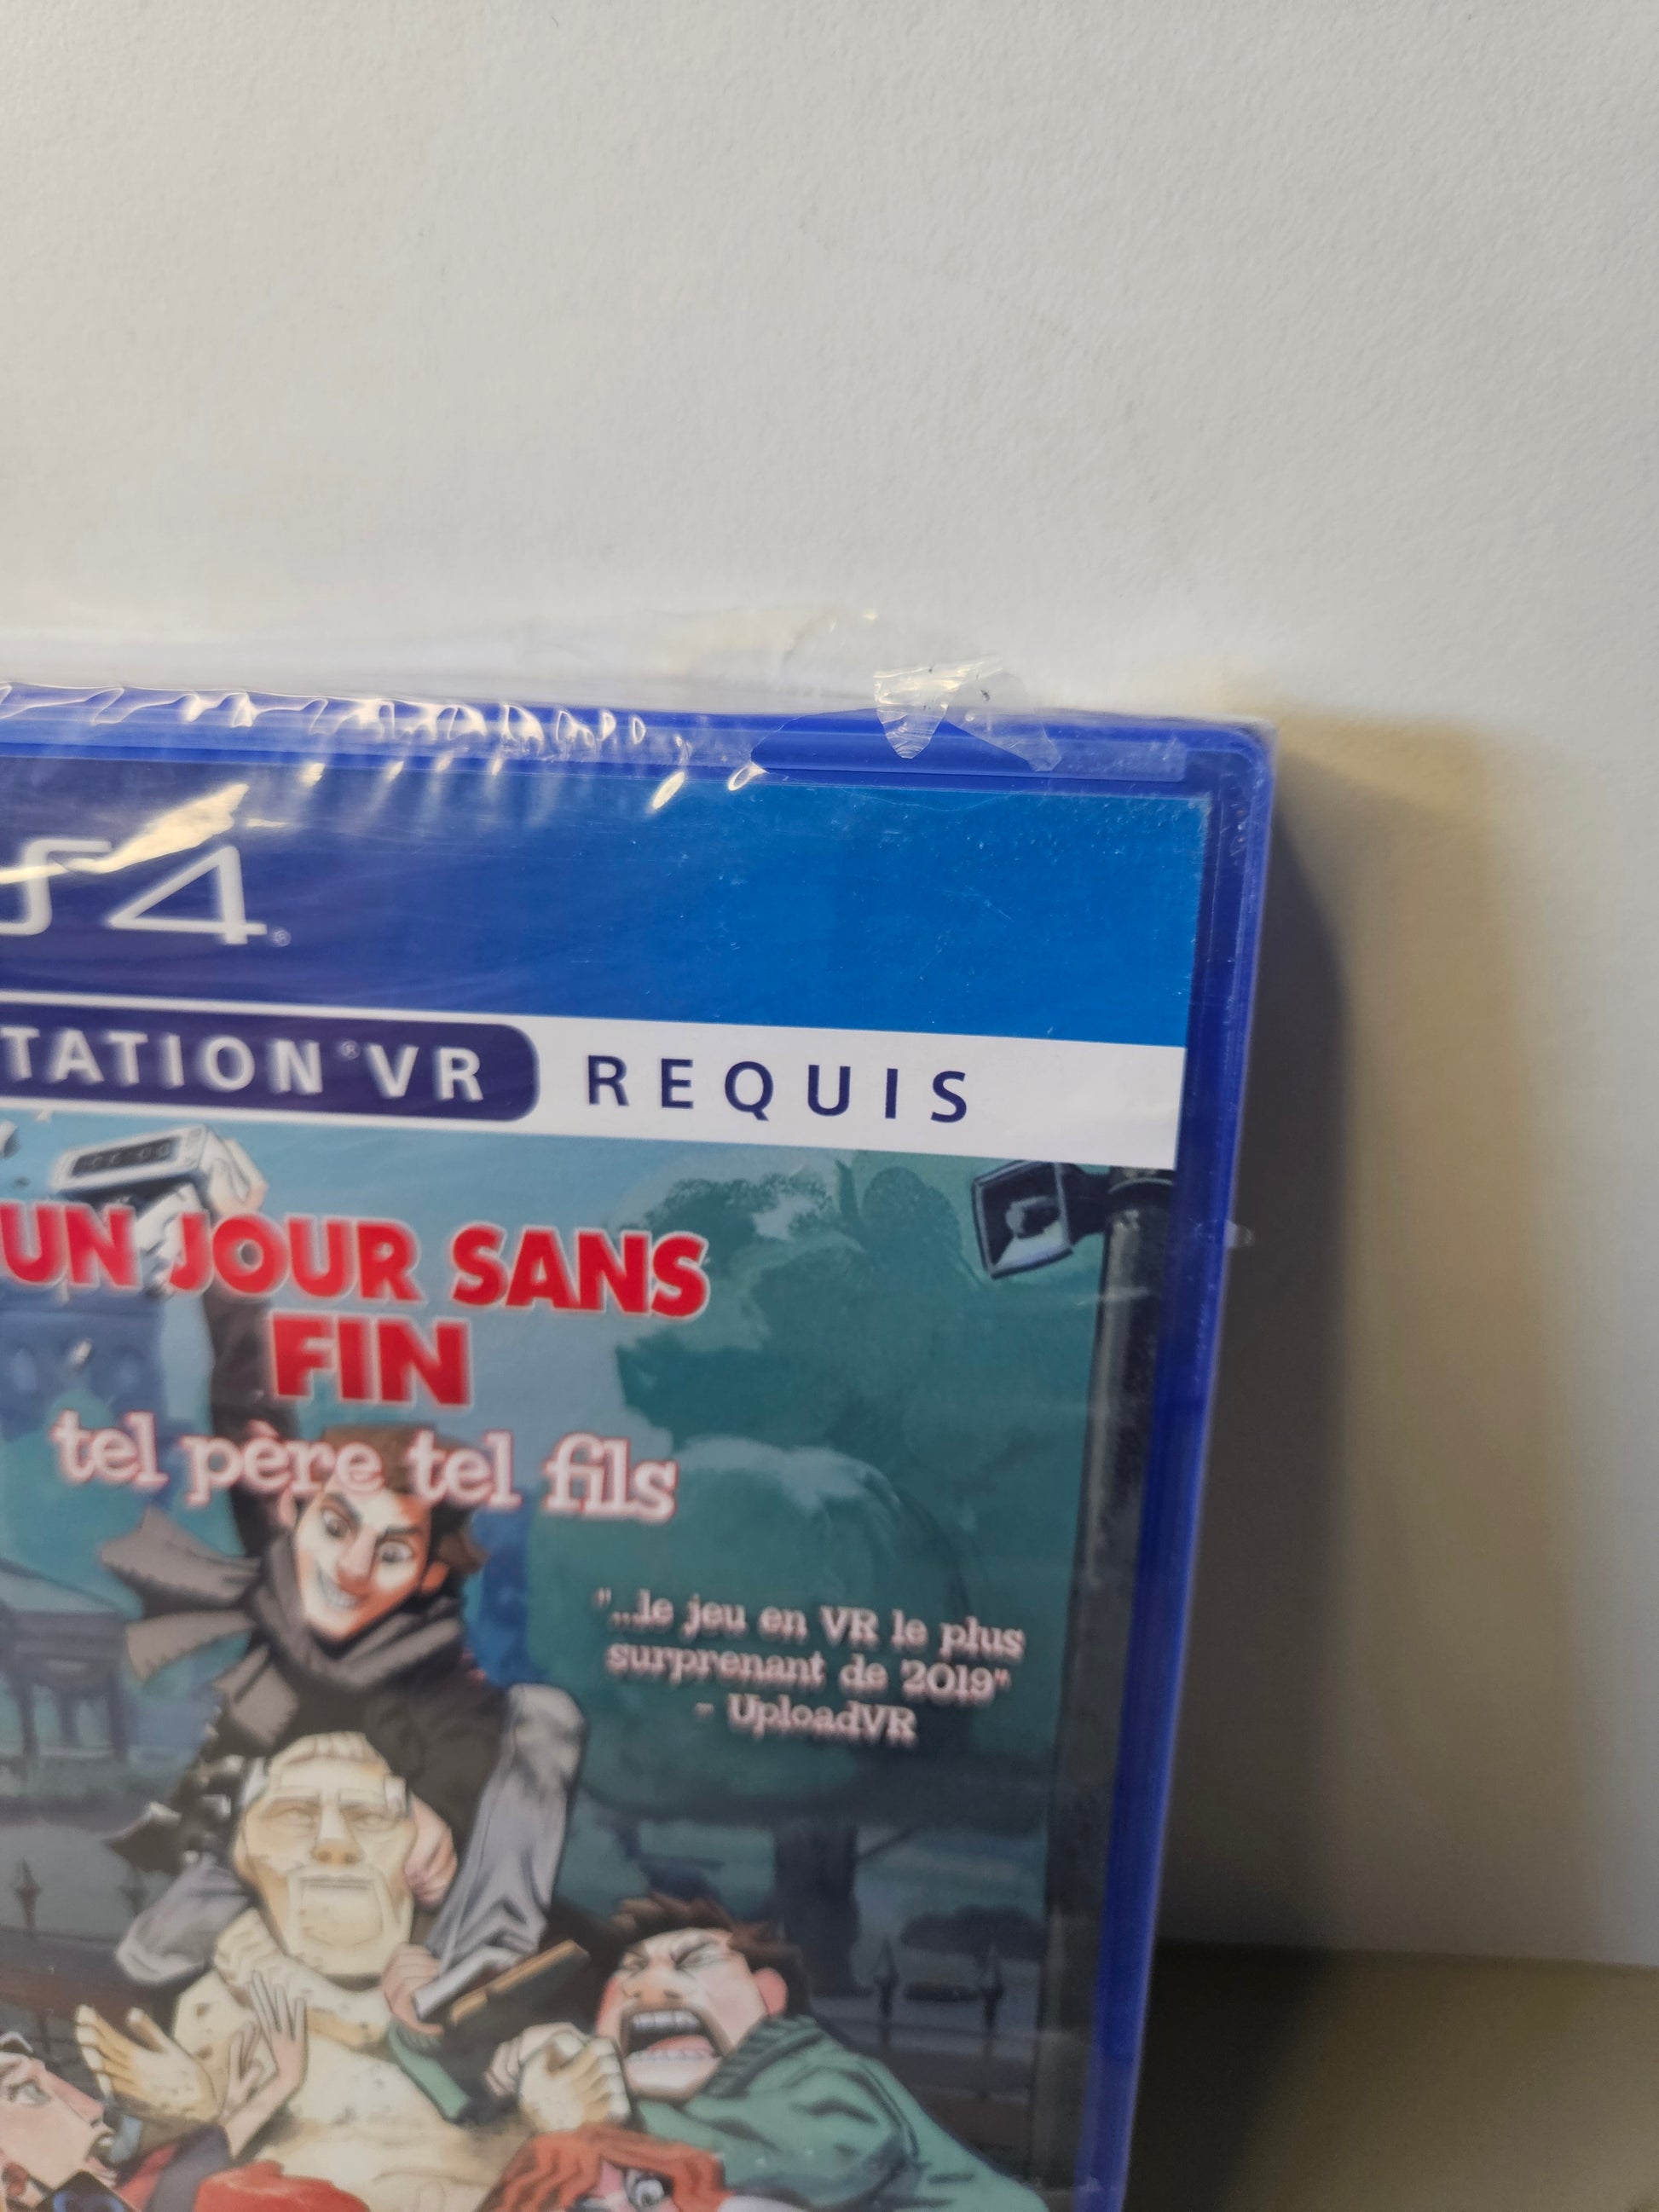 PS4
TATION®VR REQUIS
UN JOUR SANS
FIN
tel père tel fils
"...le jeu en VR le plus
surprenant de 2019"
- UploadVR